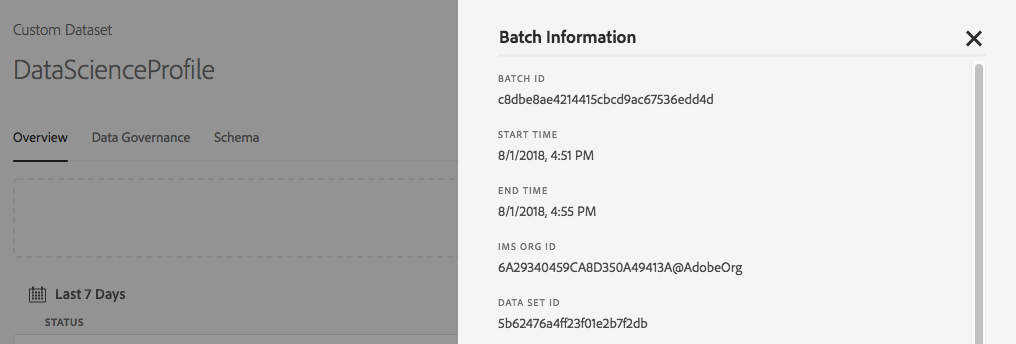 Custom Dataset
DataScienceProfile
Overview Data Governance Schema
Last 7 Days
STATUS
Batch Information
BATCH ID
c8dbe8ae4214415cbcd9ac67536edd4d
START TIME
8/1/2018, 4:51 PM
END TIME
8/1/2018, 4:55 PM
IMS ORG ID
6A29340459CA8D350A49413A@AdobeOrg
DATA SET ID
5b62476a4ff23f01e2b7f2db